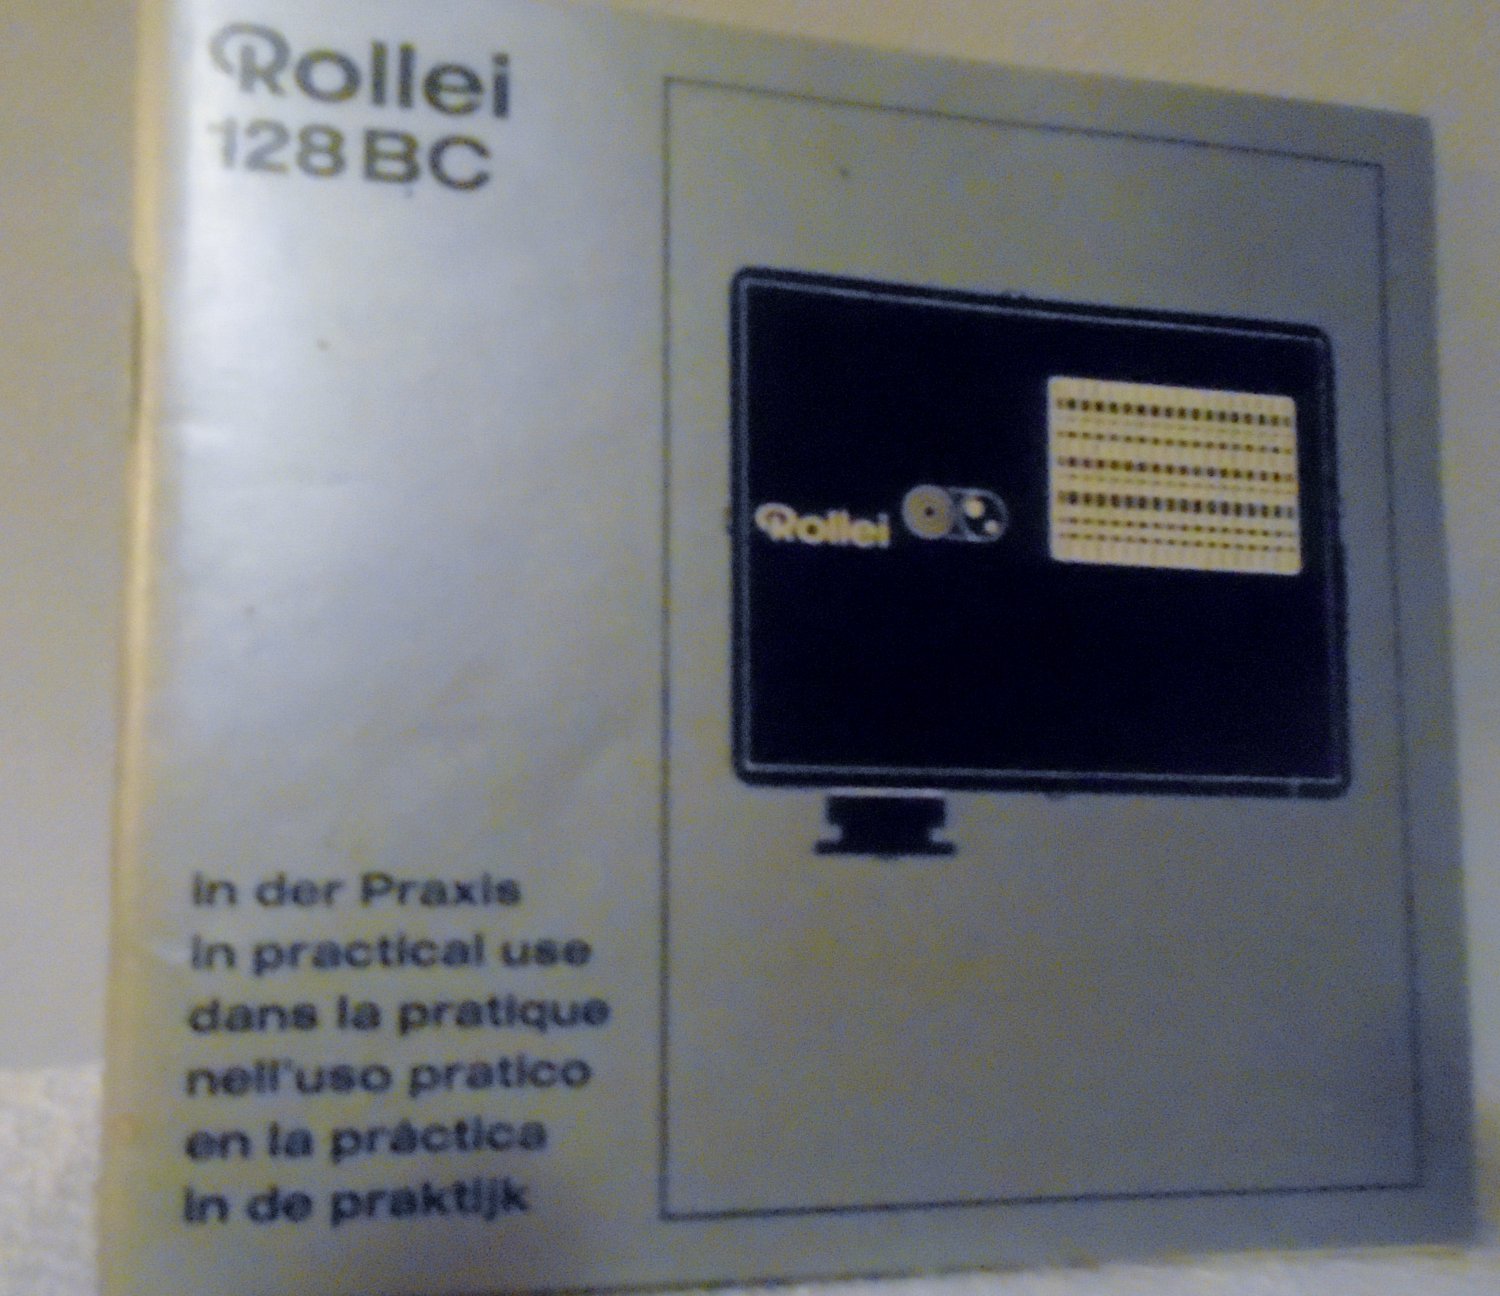 Rollei
128 BC
Rollei
in der Praxis
in practical use
dans la pratique
nell'uso pratico
en la práctica
in de praktijk